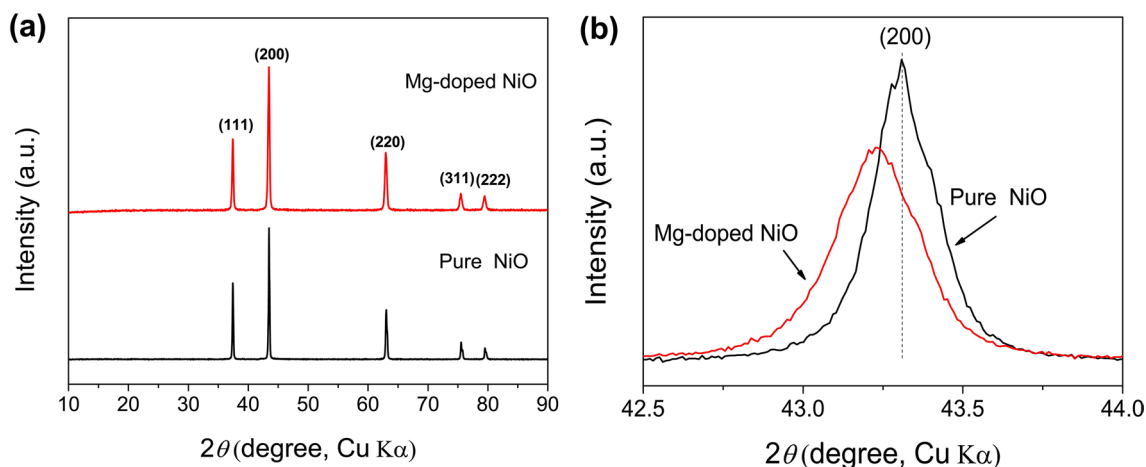 (a)
(200)
Mg-doped NiO
(111)
(220)
(311)
(222)
Pure NiO
Intensity (a.u.)
10 20 30 40 50 60 70 80 90
2θ (degree, Cu Kα)
(b)
(200)
Pure NiO
Mg-doped NiO
Intensity (a.u.)
42.5 43.0 43.5 44.0
2θ (degree, Cu Kα)